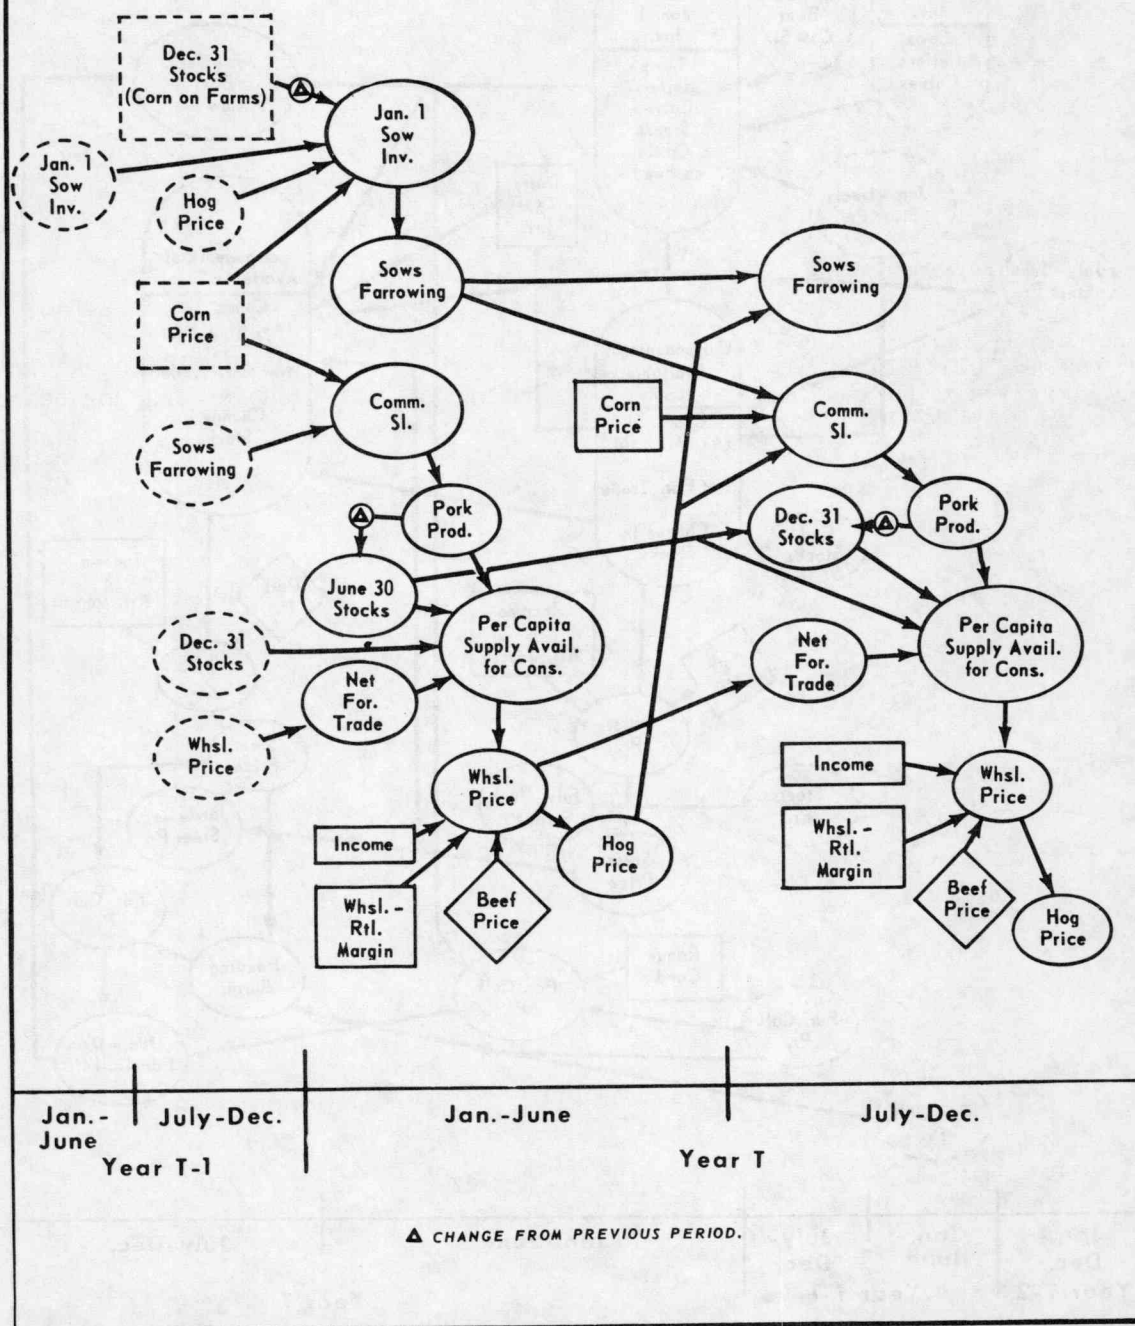 Dec. 31
Stocks
(Corn on Farms)
Δ
Jan. 1
Sow
Inv.
Jan. 1
Sow
Inv.
Hog
Price
Corn
Price
Sows
Farrowing
Sows
Farrowing
Comm.
Sl.
Sows
Farrowing
Corn
Price
Comm.
Sl.
Δ
Pork
Prod.
June 30
Stocks
Dec. 31
Stocks
Δ
Pork
Prod.
Dec. 31
Stocks
Per Capita
Supply Avail.
for Cons.
Net
For.
Trade
Whsl.
Price
Net
For.
Trade
Per Capita
Supply Avail.
for Cons.
Whsl.
Price
Income
Whsl. -
Rtl.
Margin
Beef
Price
Hog
Price
Income
Whsl. -
Rtl.
Margin
Whsl.
Price
Beef
Price
Hog
Price
Jan.-
June
July-Dec.
Jan.-June
July-Dec.
Year T-1
Year T
Δ CHANGE FROM PREVIOUS PERIOD.